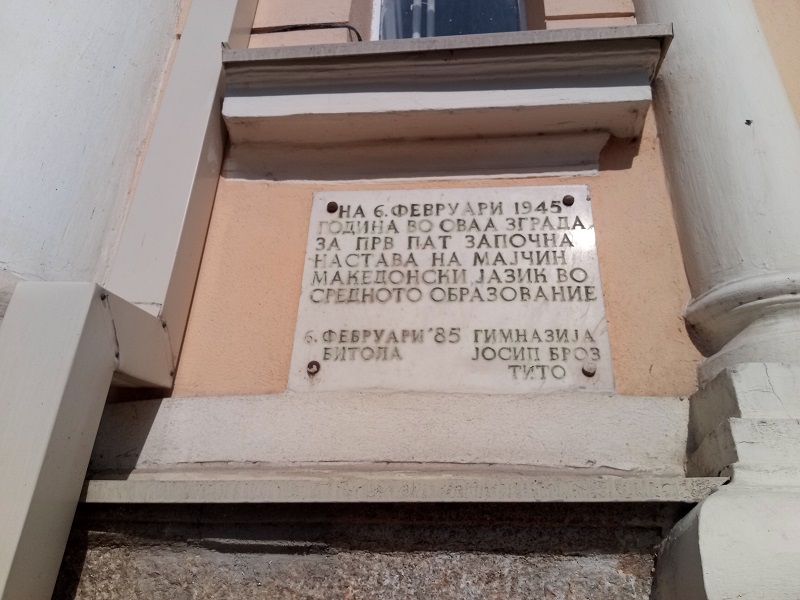 НА 6. ФЕВРУАРИ 1945
ГОДИНА ВО ОВАА ЗГРАДА
ЗА ПРВ ПАТ ЗАПОЧНА
НАСТАВА НА МАЈЧИН
МАКЕДОНСКИ ЈАЗИК ВО
СРЕДНОТО ОБРАЗОВАНИЕ
6. ФЕВРУАРИ '85 ГИМНАЗИЈА
БИТОЛА ЈОСИП БРОЗ
ТИТО